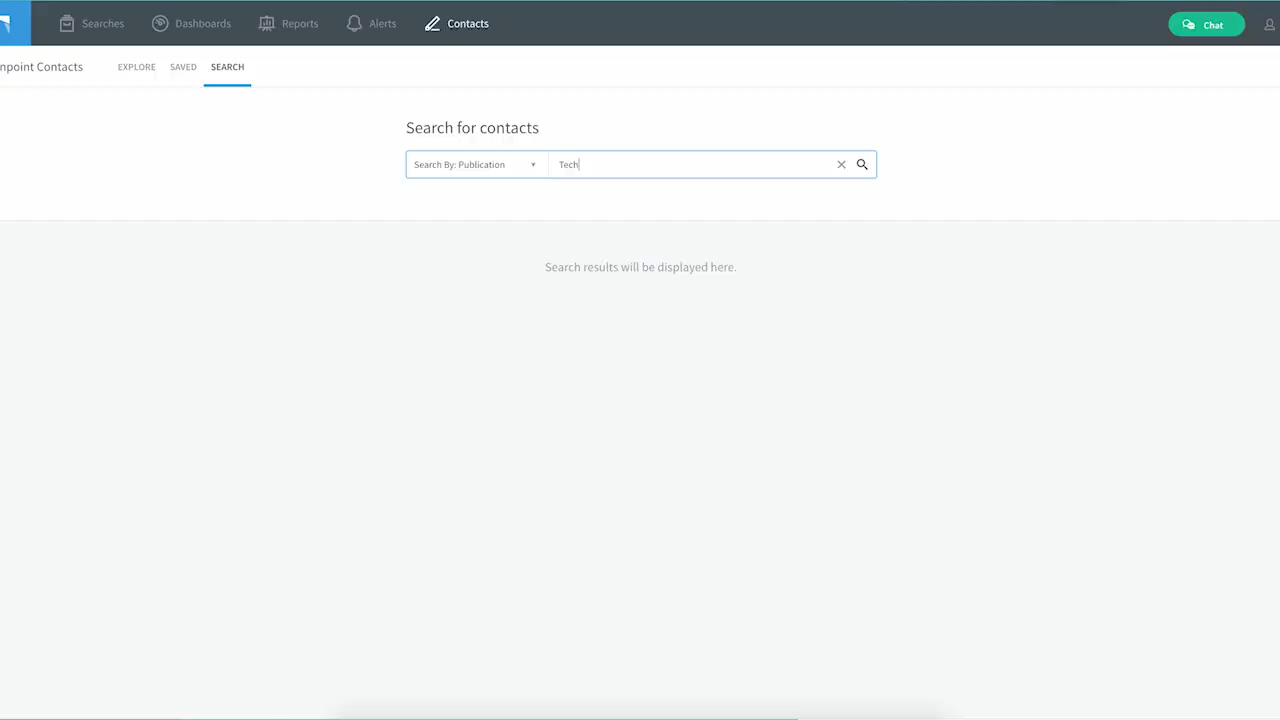 Searches Dashboards Reports Alerts Contacts Chat
npoint Contacts EXPLORE SAVED SEARCH
Search for contacts
Search By: Publication Tech
Search results will be displayed here.